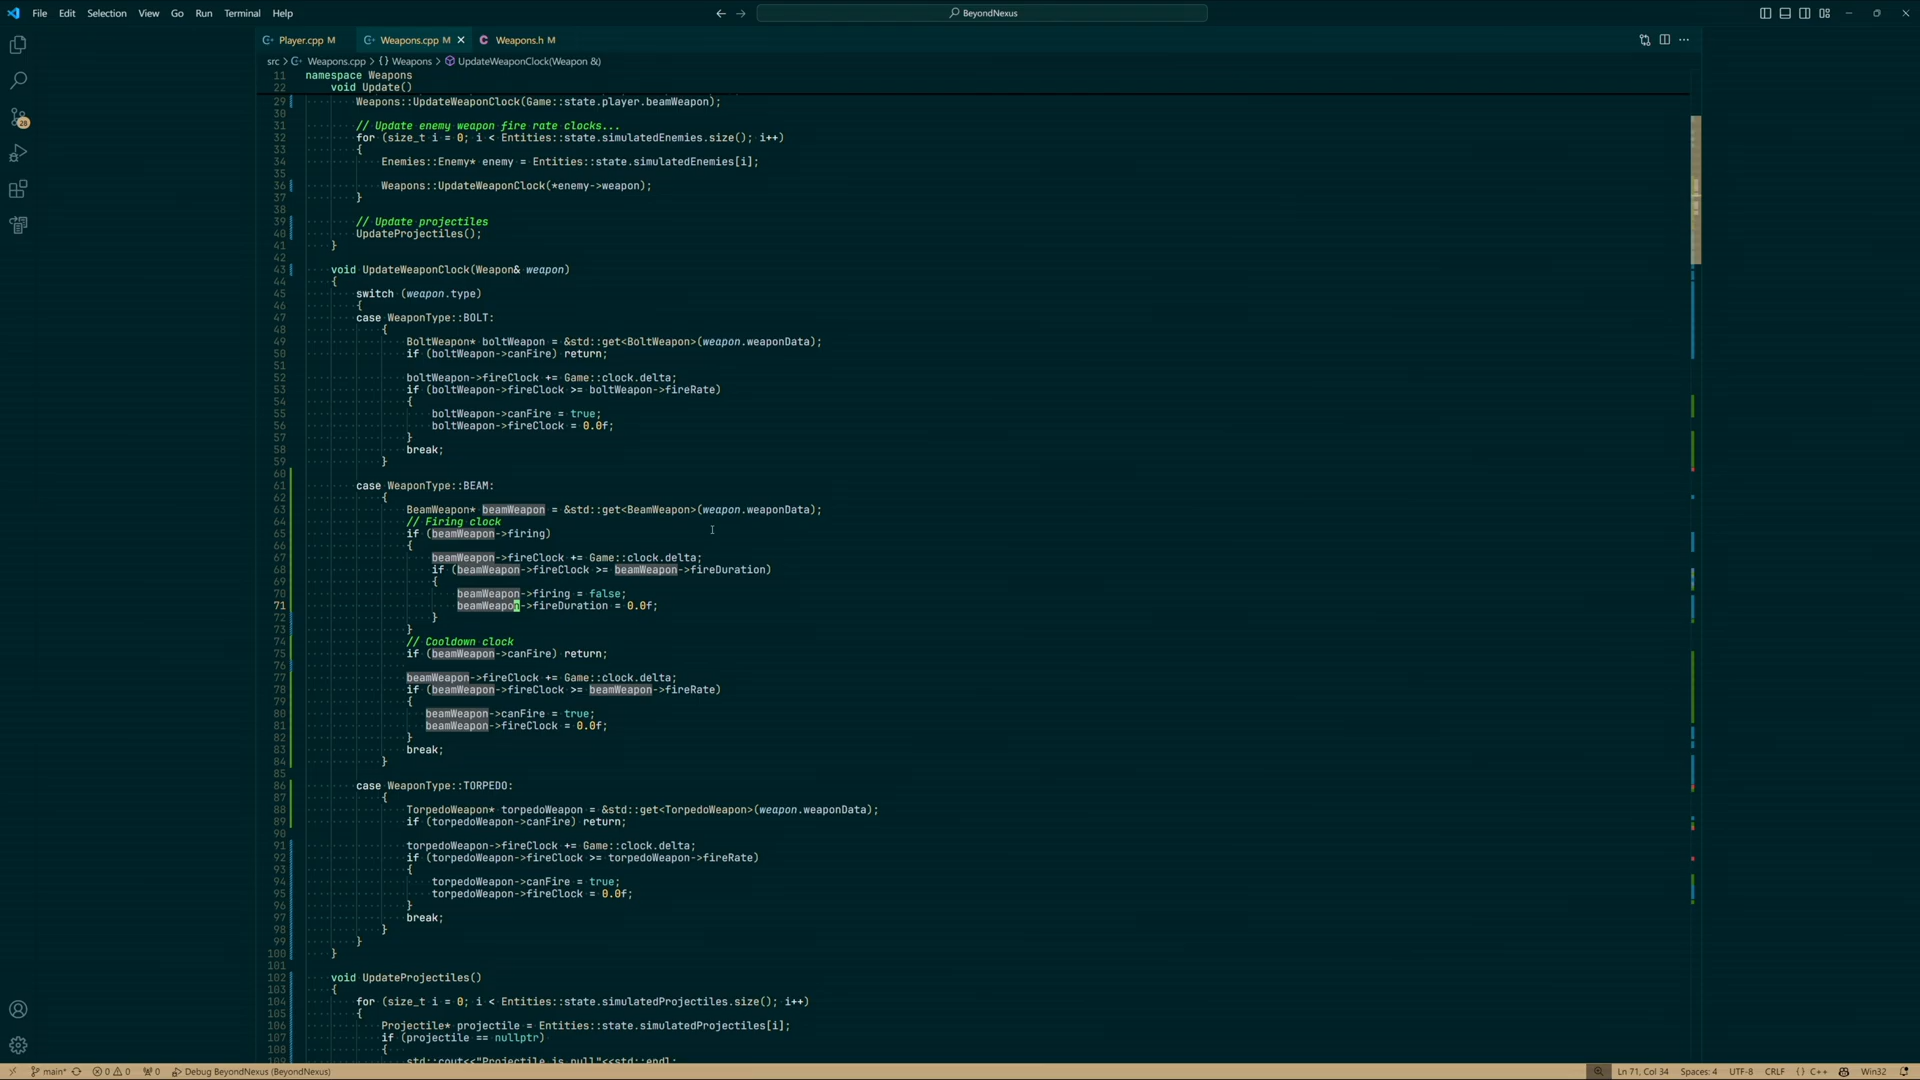 File Edit Selection View Go Run Terminal Help
BeyondNexus
Player.cpp M Weapons.cpp M Weapons.h M
src > Weapons.cpp > {} Weapons > UpdateWeaponClock(Weapon &)
11 namespace Weapons
22 void Update()
29 Weapons::UpdateWeaponClock(Game::state.player.beamWeapon);
30
31 // Update enemy weapon fire rate clocks...
32 for (size_t i = 0; i < Entities::state.simulatedEnemies.size(); i++)
33 {
34 Enemies::Enemy* enemy = Entities::state.simulatedEnemies[i];
35
36 Weapons::UpdateWeaponClock(*enemy->weapon);
37 }
38
39 // Update projectiles
40 UpdateProjectiles();
41 }
42
43 void UpdateWeaponClock(Weapon& weapon)
44 {
45 switch (weapon.type)
46 {
47 case WeaponType::BOLT:
48 {
49 BoltWeapon* boltWeapon = &std::get<BoltWeapon>(weapon.weaponData);
50 if (boltWeapon->canFire) return;
51
52 boltWeapon->fireClock += Game::clock.delta;
53 if (boltWeapon->fireClock >= boltWeapon->fireRate)
54 {
55 boltWeapon->canFire = true;
56 boltWeapon->fireClock = 0.0f;
57 }
58 break;
59 }
60
61 case WeaponType::BEAM:
62 {
63 BeamWeapon* beamWeapon = &std::get<BeamWeapon>(weapon.weaponData);
64 // Firing clock
65 if (beamWeapon->firing)
66 {
67 beamWeapon->fireClock += Game::clock.delta;
68 if (beamWeapon->fireClock >= beamWeapon->fireDuration)
69 {
70 beamWeapon->firing = false;
71 beamWeapon->fireDuration = 0.0f;
72 }
73 }
74 // Cooldown clock
75 if (beamWeapon->canFire) return;
76
77 beamWeapon->fireClock += Game::clock.delta;
78 if (beamWeapon->fireClock >= beamWeapon->fireRate)
79 {
80 beamWeapon->canFire = true;
81 beamWeapon->fireClock = 0.0f;
82 }
83 break;
84 }
85
86 case WeaponType::TORPEDO:
87 {
88 TorpedoWeapon* torpedoWeapon = &std::get<TorpedoWeapon>(weapon.weaponData);
89 if (torpedoWeapon->canFire) return;
90
91 torpedoWeapon->fireClock += Game::clock.delta;
92 if (torpedoWeapon->fireClock >= torpedoWeapon->fireRate)
93 {
94 torpedoWeapon->canFire = true;
95 torpedoWeapon->fireClock = 0.0f;
96 }
97 break;
98 }
99 }
100 }
101
102 void UpdateProjectiles()
103 {
104 for (size_t i = 0; i < Entities::state.simulatedProjectiles.size(); i++)
105 {
106 Projectile* projectile = Entities::state.simulatedProjectiles[i];
107 if (projectile == nullptr)
108 {
109 std::cout<<"Projectile is null"<<std::endl;
main* 0 0 0 Debug BeyondNexus (BeyondNexus) Ln 71, Col 34 Spaces: 4 UTF-8 CRLF {} C++ Win32